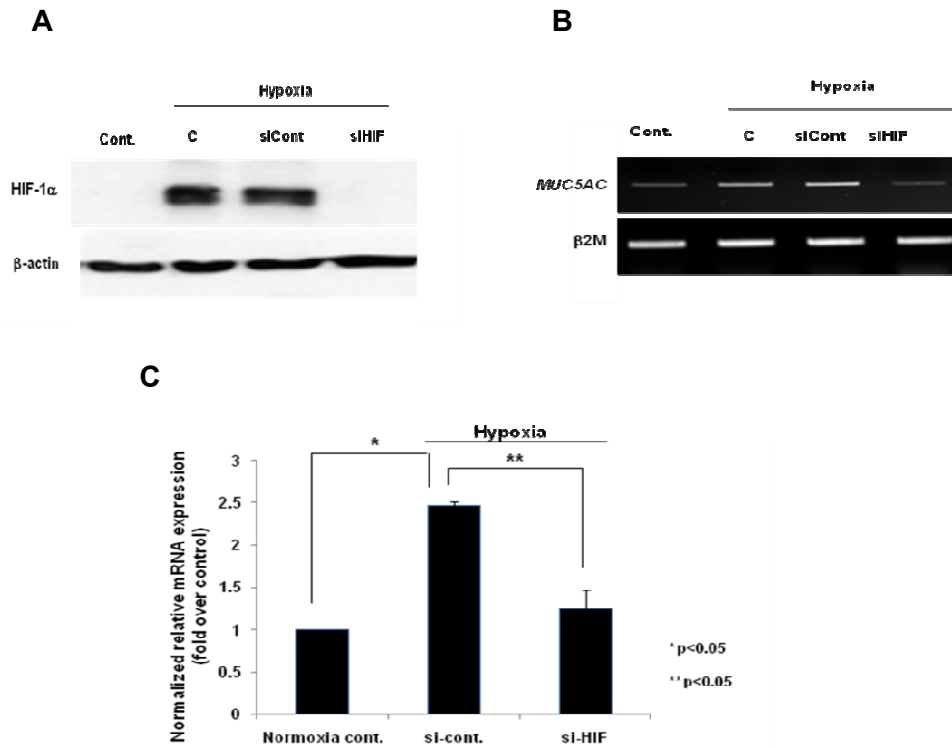 A
Hypoxia
Cont. C siCont siHIF
HIF-1α
β-actin
B
Hypoxia
Cont. C siCont siHIF
MUC5AC
β2M
C
Hypoxia
* **
Normalized relative mRNA expression
(fold over control)
3
2.5
2
1.5
1
0.5
0
Normoxia cont. si-cont. si-HIF
*p<0.05
**p<0.05